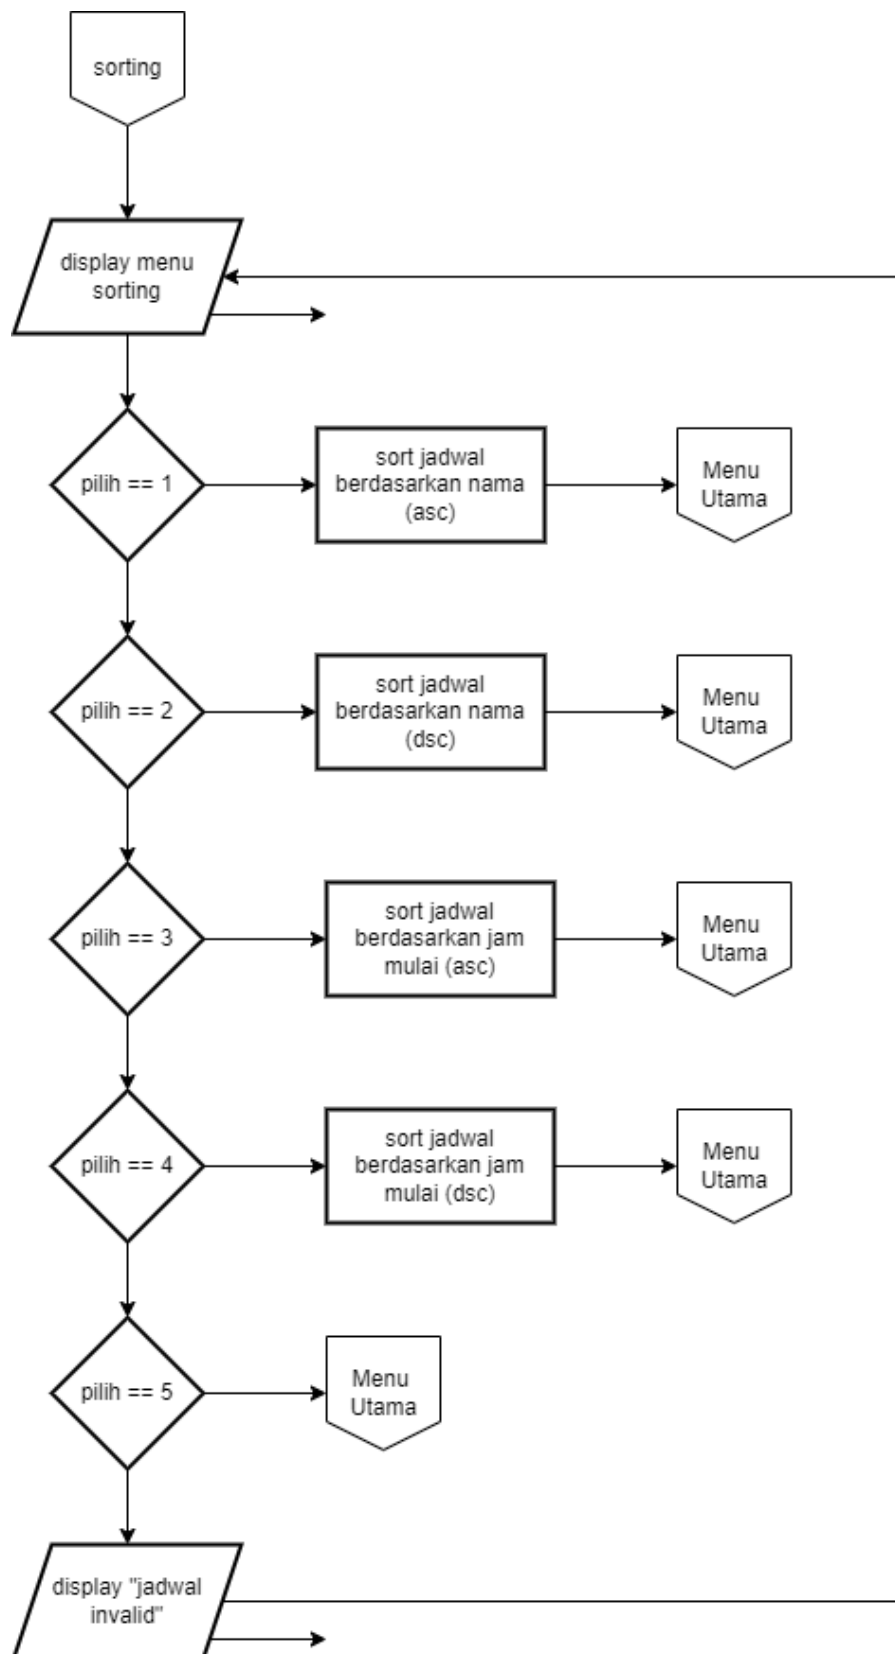 sorting
display menu
sorting
pilih == 1
sort jadwal
berdasarkan nama
(asc)
Menu
Utama
pilih == 2
sort jadwal
berdasarkan nama
(dsc)
Menu
Utama
pilih == 3
sort jadwal
berdasarkan jam
mulai (asc)
Menu
Utama
pilih == 4
sort jadwal
berdasarkan jam
mulai (dsc)
Menu
Utama
pilih == 5
Menu
Utama
display "jadwal
invalid"